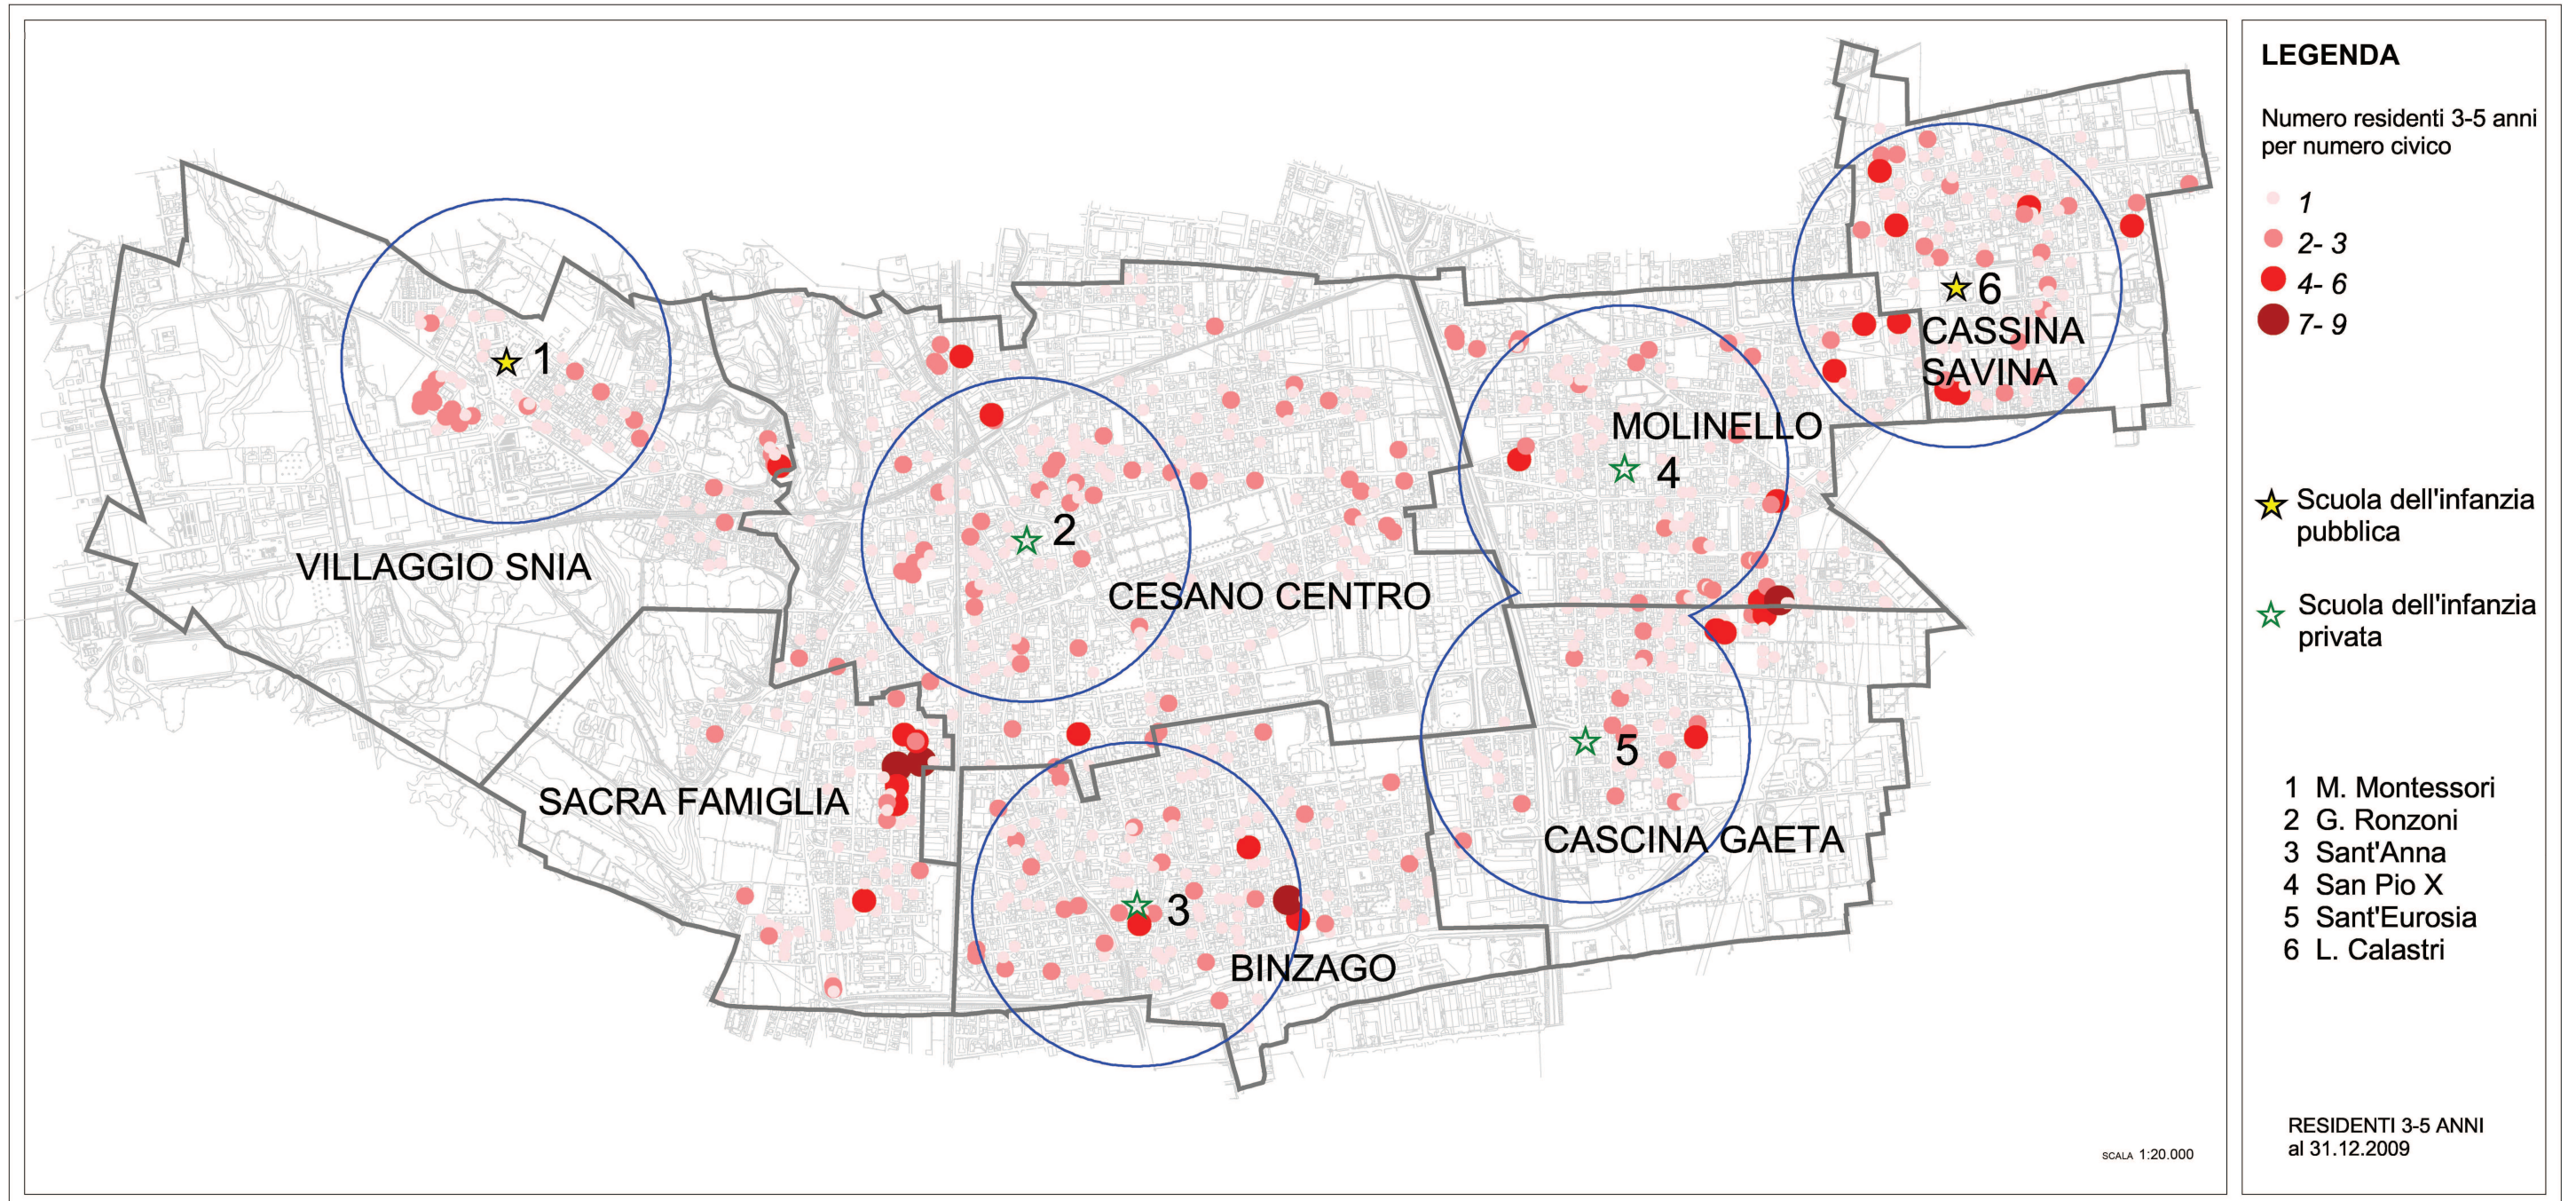 VILLAGGIO SNIA
SACRA FAMIGLIA
CESANO CENTRO
BINZAGO
MOLINELLO
CASCINA GAETA
CASSINA
SAVINA
1
2
3
4
5
6
SCALA 1:20.000
LEGENDA
Numero residenti 3-5 anni
per numero civico
1
2- 3
4- 6
7- 9
Scuola dell'infanzia
pubblica
Scuola dell'infanzia
privata
1 M. Montessori
2 G. Ronzoni
3 Sant'Anna
4 San Pio X
5 Sant'Eurosia
6 L. Calastri
RESIDENTI 3-5 ANNI
al 31.12.2009